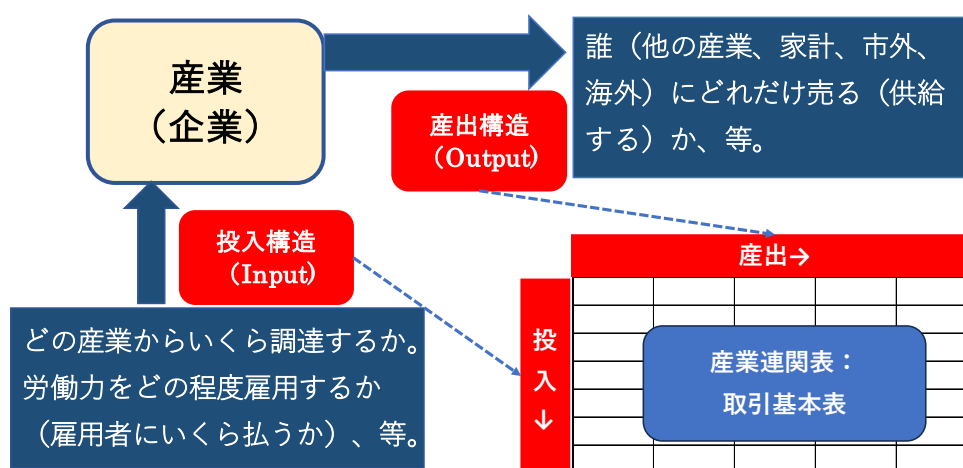 産業
（企業）
誰（他の産業、家計、市外、
海外）にどれだけ売る（供給
する）か、等。
産出構造
（Output)
投入構造
（Input)
どの産業からいくら調達するか。
労働力をどの程度雇用するか
（雇用者にいくら払うか）、等。
産出→
投
入
↓
産業連関表：
取引基本表